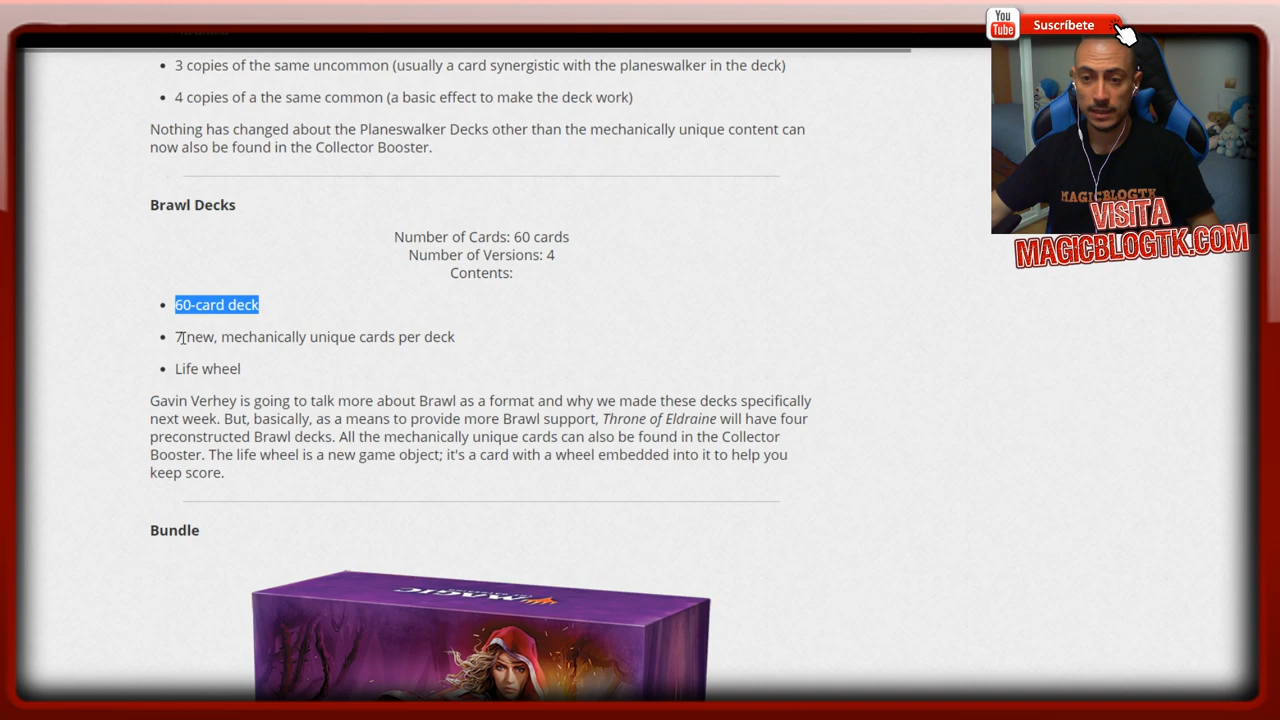 You
Tube
Suscríbete
3 copies of the same uncommon (usually a card synergistic with the planeswalker in the deck)
4 copies of a the same common (a basic effect to make the deck work)
Nothing has changed about the Planeswalker Decks other than the mechanically unique content can
now also be found in the Collector Booster.
MAGICBLOGTK
VISITA
MAGICBLOGTK.COM
Brawl Decks
Number of Cards: 60 cards
Number of Versions: 4
Contents:
60-card deck
7 new, mechanically unique cards per deck
Life wheel
Gavin Verhey is going to talk more about Brawl as a format and why we made these decks specifically
next week. But, basically, as a means to provide more Brawl support, Throne of Eldraine will have four
preconstructed Brawl decks. All the mechanically unique cards can also be found in the Collector
Booster. The life wheel is a new game object; it's a card with a wheel embedded into it to help you
keep score.
Bundle
MAGIC